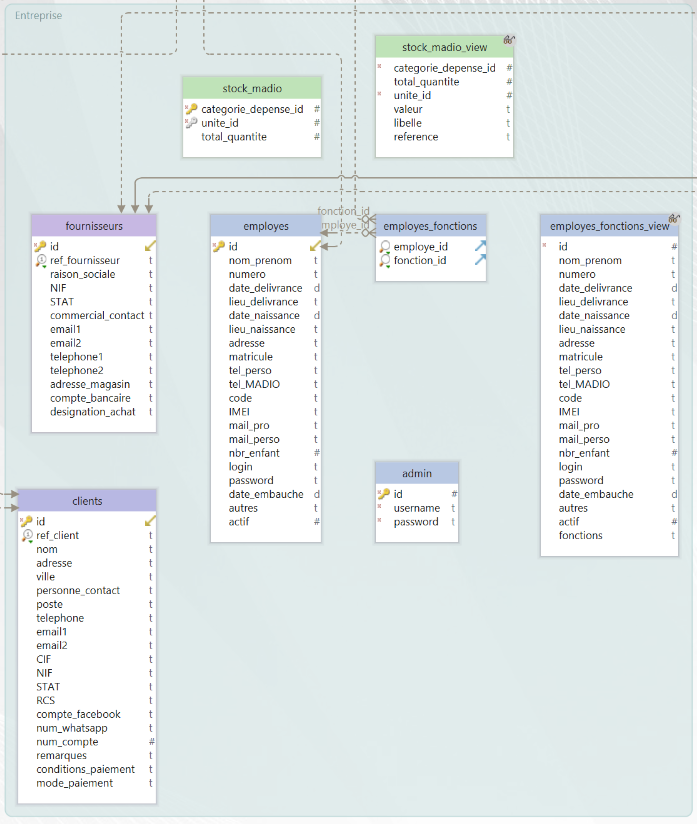 Entreprise
stock_madio_view
categorie_depense_id #
total_quantite #
unite_id #
valeur t
libelle t
reference t
stock_madio
categorie_depense_id #
unite_id #
total_quantite #
fonction_id
employe_id
fournisseurs
id
ref_fournisseur t
raison_sociale t
NIF t
STAT t
commercial_contact t
email1 t
email2 t
telephone1 t
telephone2 t
adresse_magasin t
compte_bancaire t
designation_achat t
employes
id
nom_prenom t
numero t
date_delivrance d
lieu_delivrance t
date_naissance d
lieu_naissance t
adresse t
matricule t
tel_perso t
tel_MADIO t
code t
IMEI t
mail_pro t
mail_perso t
nbr_enfant #
login t
password t
date_embauche d
autres t
actif #
employes_fonctions
employe_id
fonction_id
employes_fonctions_view
id #
nom_prenom t
numero t
date_delivrance d
lieu_delivrance t
date_naissance d
lieu_naissance t
adresse t
matricule t
tel_perso t
tel_MADIO t
code t
IMEI t
mail_pro t
mail_perso t
nbr_enfant #
login t
password t
date_embauche d
autres t
actif #
fonctions t
admin
id #
username t
password t
clients
id
ref_client t
nom t
adresse t
ville t
personne_contact t
poste t
telephone t
email1 t
email2 t
CIF t
NIF t
STAT t
RCS t
compte_facebook t
num_whatsapp t
num_compte #
remarques t
conditions_paiement t
mode_paiement t